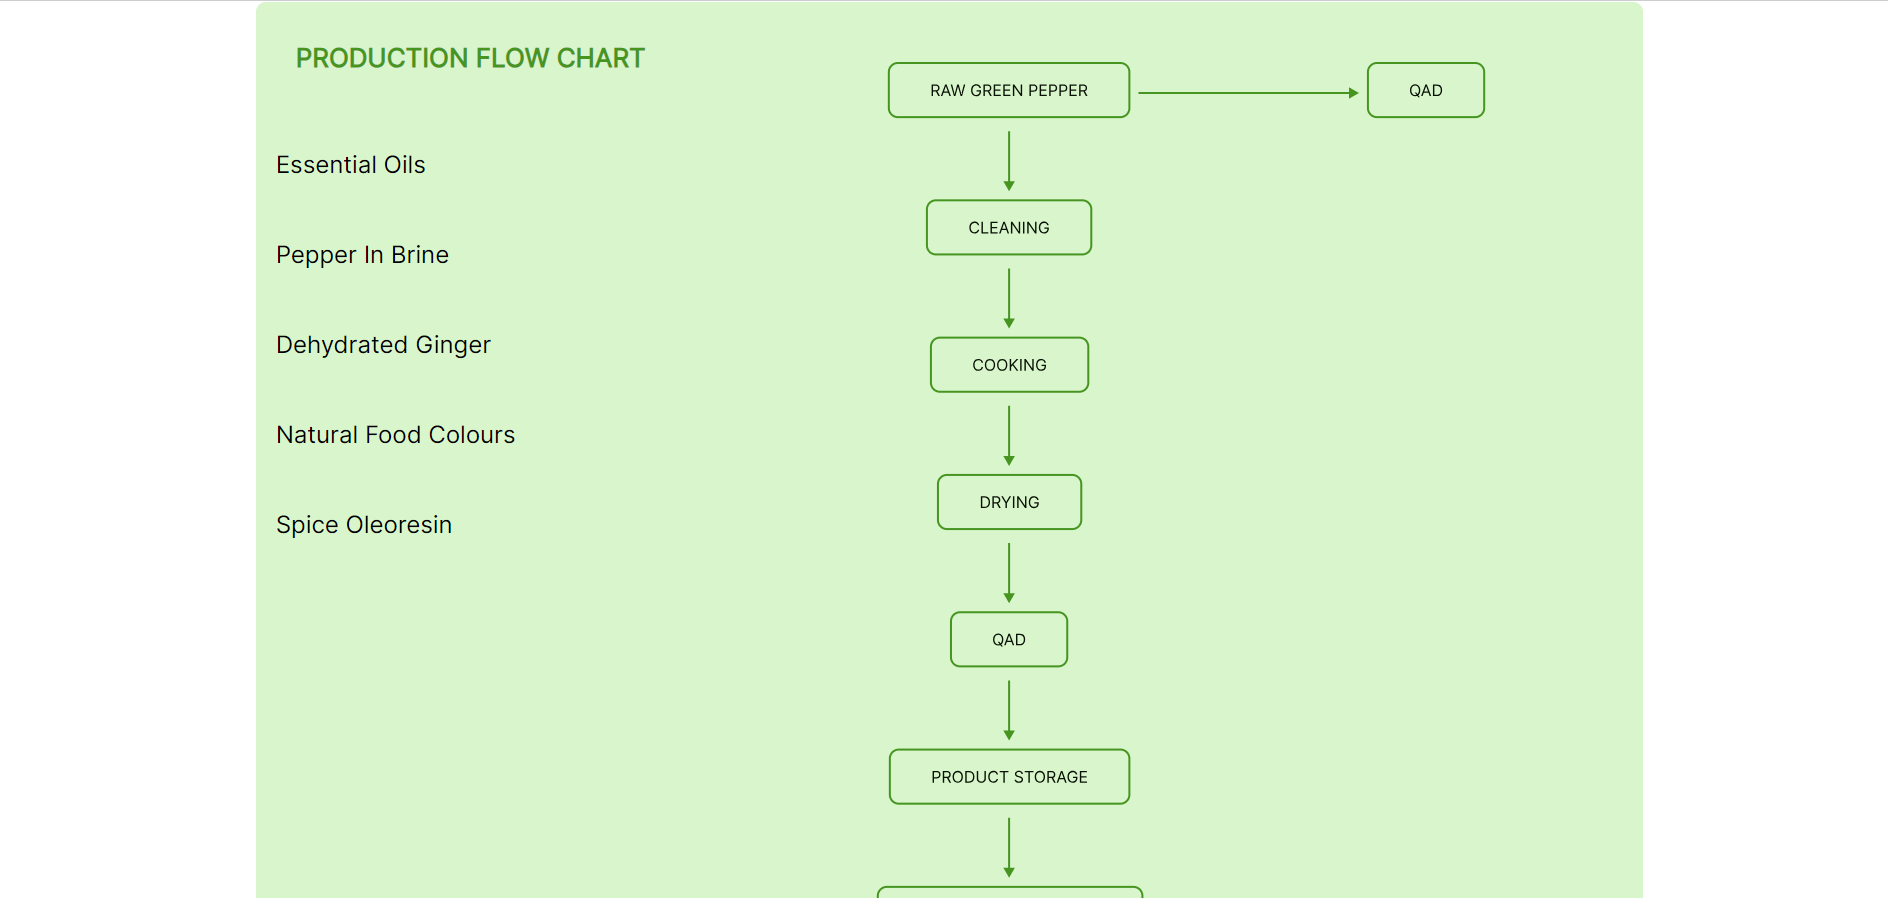 PRODUCTION FLOW CHART
Essential Oils
Pepper In Brine
Dehydrated Ginger
Natural Food Colours
Spice Oleoresin
RAW GREEN PEPPER
QAD
CLEANING
COOKING
DRYING
QAD
PRODUCT STORAGE